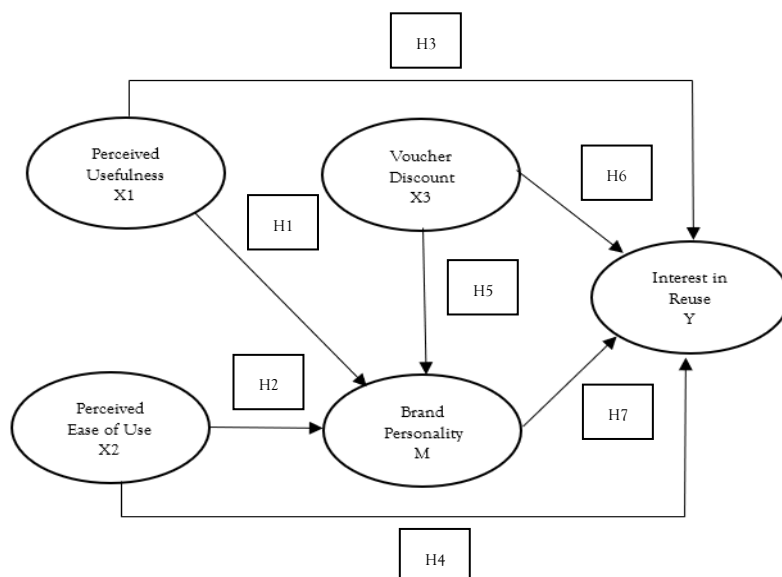 H3
Perceived
Usefulness
X1
Voucher
Discount
X3
H6
H1
H5
Interest in
Reuse
Y
Perceived
Ease of Use
X2
H2
Brand
Personality
M
H7
H4